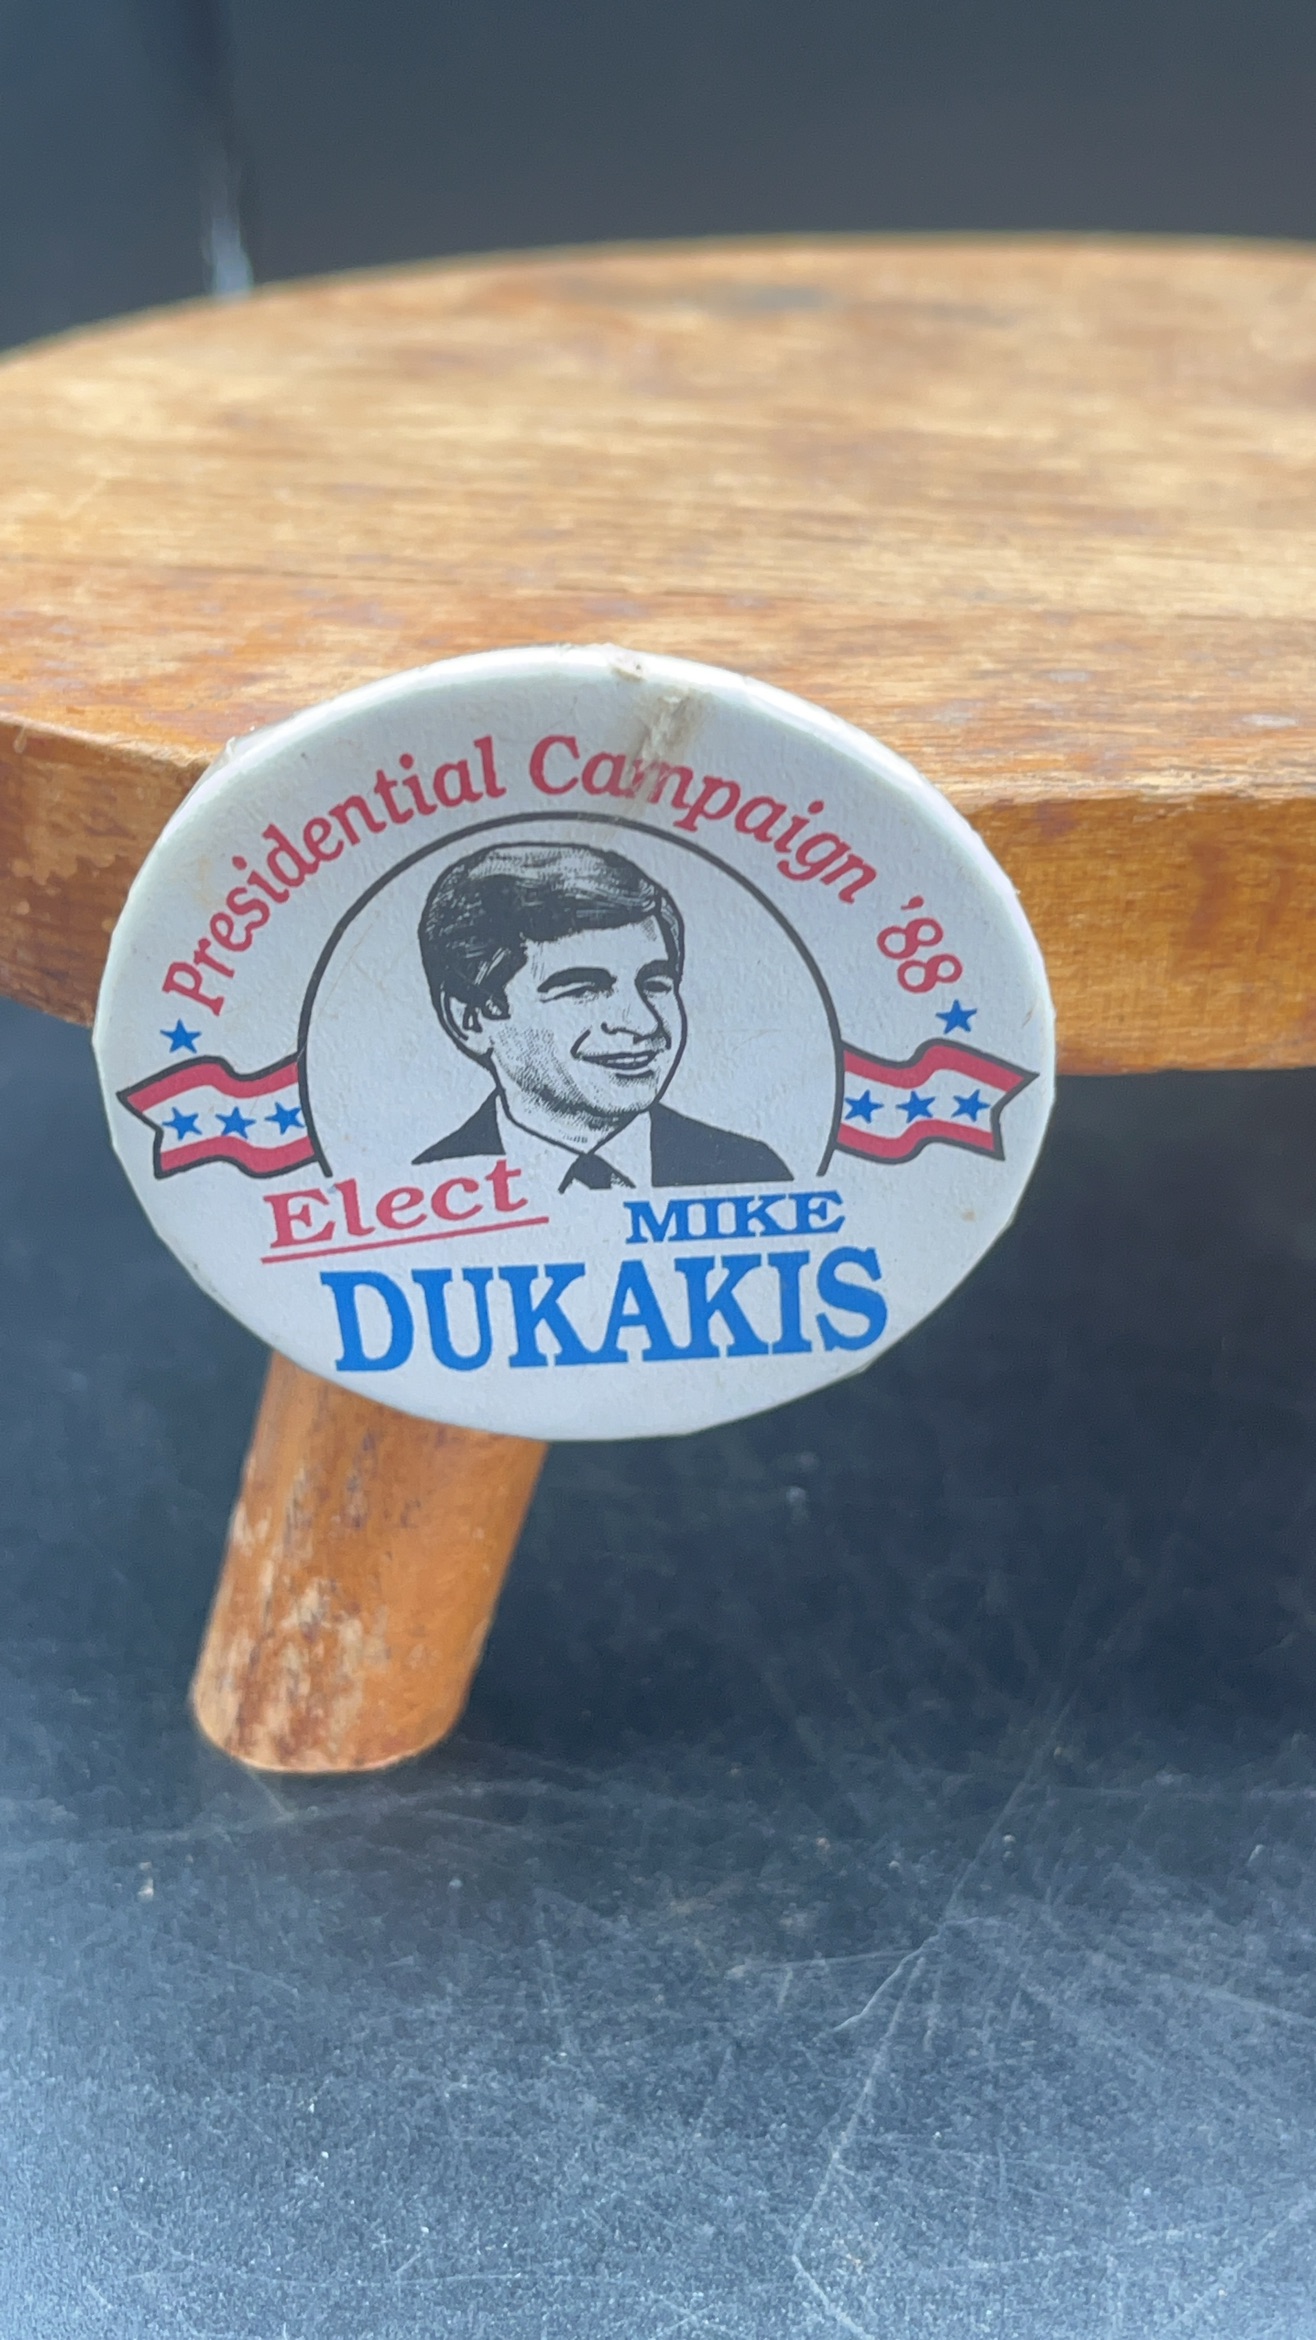 Presidential Campaign '88
Elect
MIKE
DUKAKIS